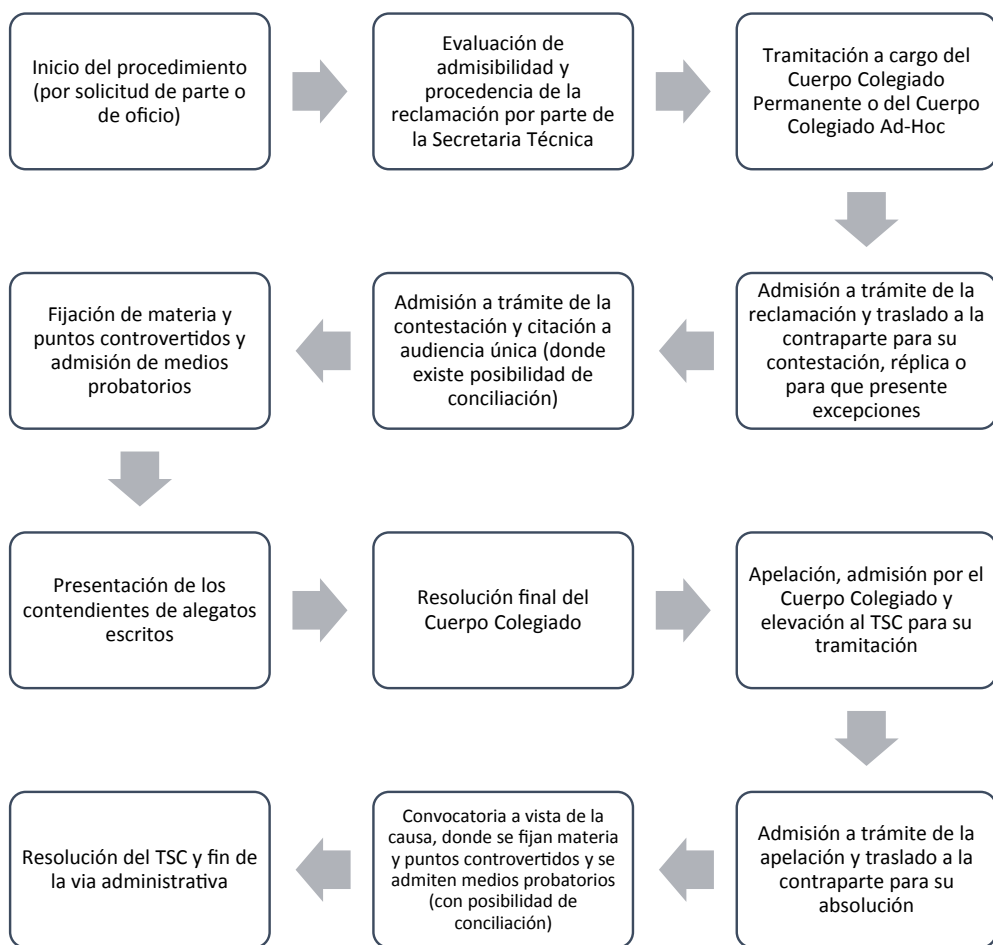 Inicio del procedimiento
(por solicitud de parte o
de oficio)
Evaluación de
admisibilidad y
procedencia de la
reclamación por parte de
la Secretaria Técnica
Tramitación a cargo del
Cuerpo Colegiado
Permanente o del Cuerpo
Colegiado Ad-Hoc
Admisión a trámite de la
reclamación y traslado a la
contraparte para su
contestación, réplica o
para que presente
excepciones
Admisión a trámite de la
contestación y citación a
audiencia única (donde
existe posibilidad de
conciliación)
Fijación de materia y
puntos controvertidos y
admisión de medios
probatorios
Presentación de los
contendientes de alegatos
escritos
Resolución final del
Cuerpo Colegiado
Apelación, admisión por el
Cuerpo Colegiado y
elevación al TSC para su
tramitación
Admisión a trámite de la
apelación y traslado a la
contraparte para su
absolución
Convocatoria a vista de la
causa, donde se fijan materia
y puntos controvertidos y se
admiten medios probatorios
(con posibilidad de
conciliación)
Resolución del TSC y fin de
la via administrativa